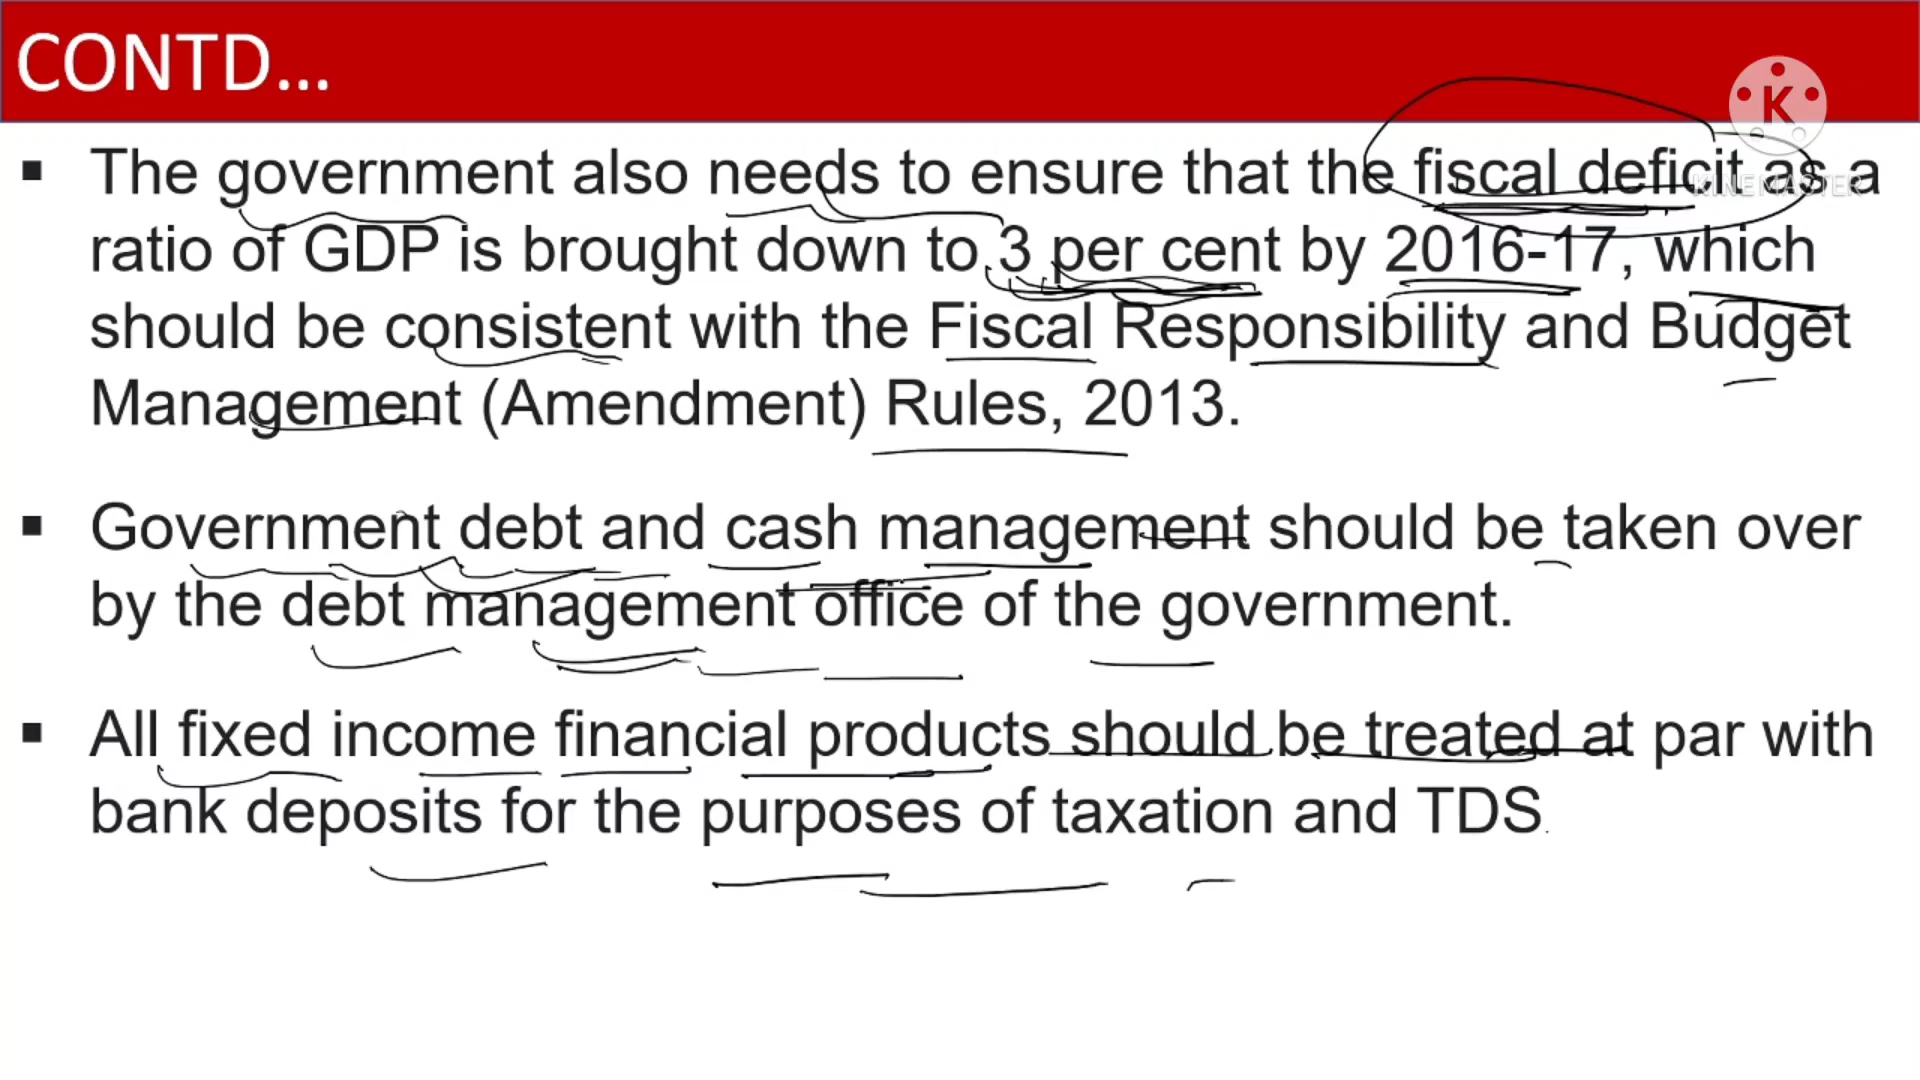 CONTD...
K
KINEMASTER
▪ The government also needs to ensure that the fiscal deficit as a
ratio of GDP is brought down to 3 per cent by 2016-17, which
should be consistent with the Fiscal Responsibility and Budget
Management (Amendment) Rules, 2013.
▪ Government debt and cash management should be taken over
by the debt management office of the government.
▪ All fixed income financial products should be treated at par with
bank deposits for the purposes of taxation and TDS.